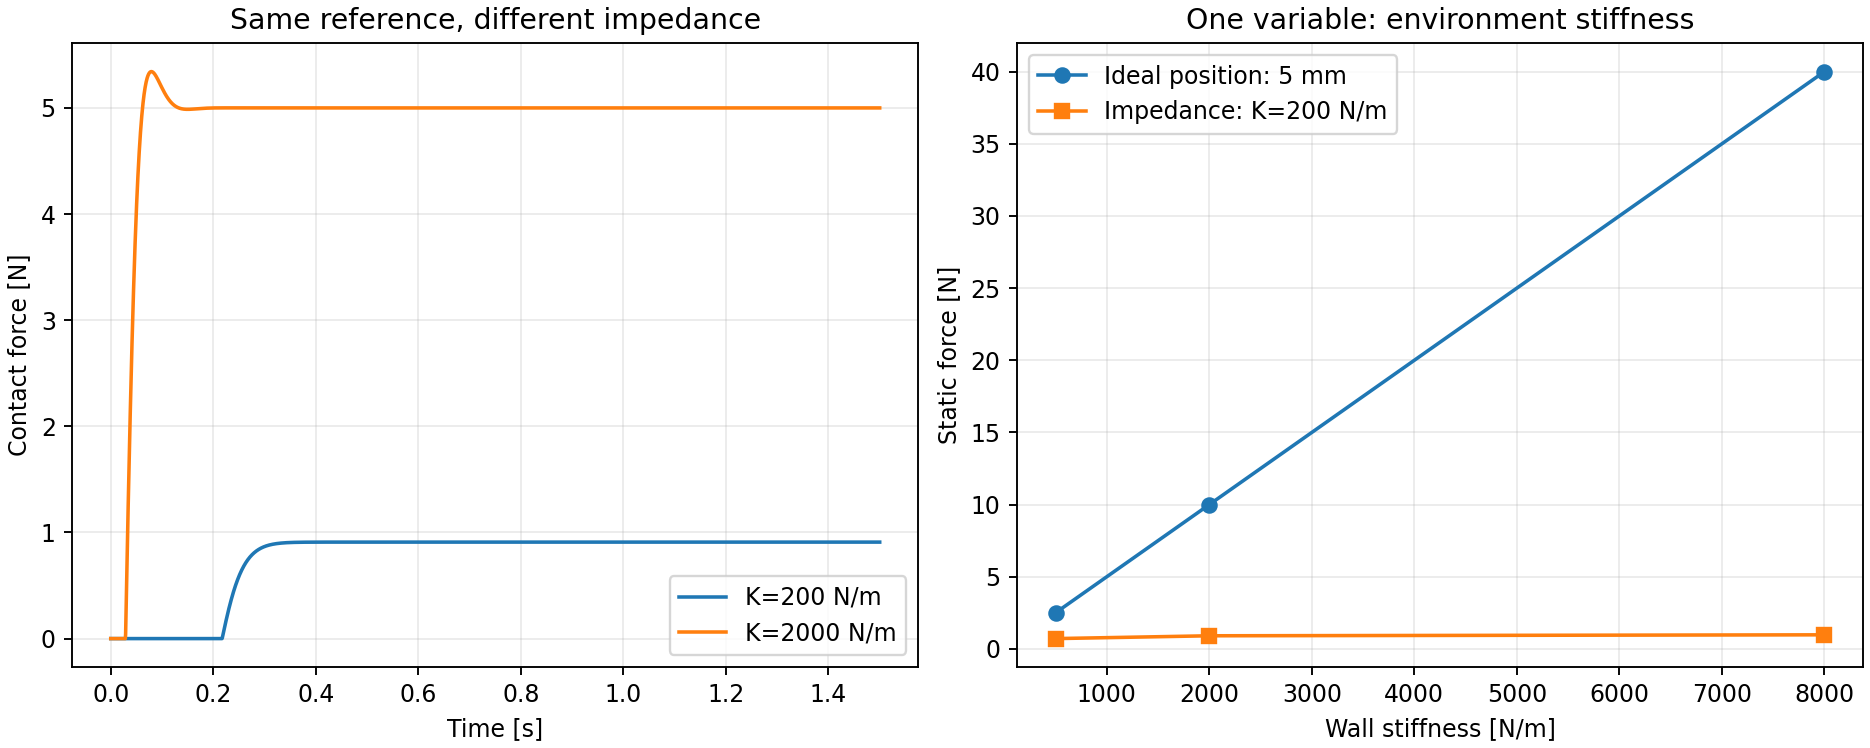 Same reference, different impedance
Contact force [N]
5
4
3
2
1
0
K=200 N/m
K=2000 N/m
0.0 0.2 0.4 0.6 0.8 1.0 1.2 1.4
Time [s]
One variable: environment stiffness
Static force [N]
40
35
30
25
20
15
10
5
0
Ideal position: 5 mm
Impedance: K=200 N/m
1000 2000 3000 4000 5000 6000 7000 8000
Wall stiffness [N/m]